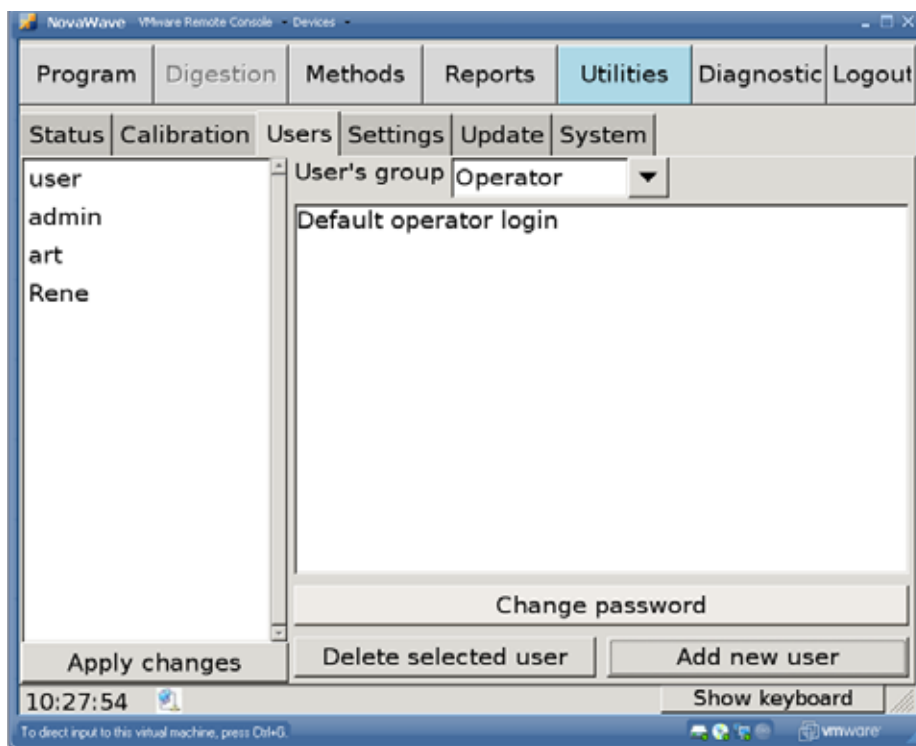 NovaWave VMware Remote Console Devices
Program Digestion Methods Reports Utilities Diagnostic Logout
Status Calibration Users Settings Update System
user
admin
art
Rene
User's group Operator
Default operator login
Change password
Apply changes
Delete selected user
Add new user
10:27:54
Show keyboard
To direct input to this virtual machine, press Ctrl+G.
vmware